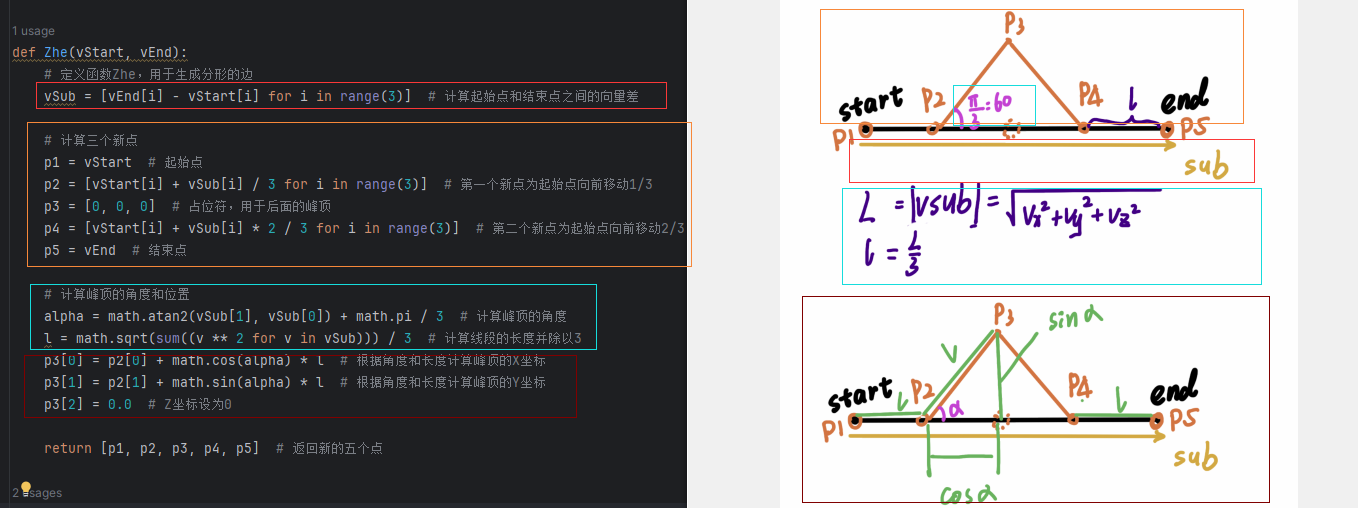 1 usage
def Zhe(vStart, vEnd):
# 定义函数Zhe，用于生成分形的边
vSub = [vEnd[i] - vStart[i] for i in range(3)]  # 计算起始点和结束点之间的向量差
# 计算三个新点
p1 = vStart  # 起始点
p2 = [vStart[i] + vSub[i] / 3 for i in range(3)]  # 第一个新点为起始点向前移动1/3
p3 = [0, 0, 0]  # 占位符，用于后面的峰顶
p4 = [vStart[i] + vSub[i] * 2 / 3 for i in range(3)]  # 第二个新点为起始点向前移动2/3
p5 = vEnd  # 结束点
# 计算峰顶的角度和位置
alpha = math.atan2(vSub[1], vSub[0]) + math.pi / 3  # 计算峰顶的角度
l = math.sqrt(sum((v ** 2 for v in vSub))) / 3  # 计算线段的长度并除以3
p3[0] = p2[0] + math.cos(alpha) * l  # 根据角度和长度计算峰顶的X坐标
p3[1] = p2[1] + math.sin(alpha) * l  # 根据角度和长度计算峰顶的Y坐标
p3[2] = 0.0  # Z坐标设为0
return [p1, p2, p3, p4, p5]  # 返回新的五个点
2 usages
P3
start P2 π/3=60 P4 l end
P1 P5
sub
L = |vsub| = √Vx²+Vy²+Vz²
l = L/3
P3 sinα
l
start l P2 α P4 l end
P1 P5
sub
cosα